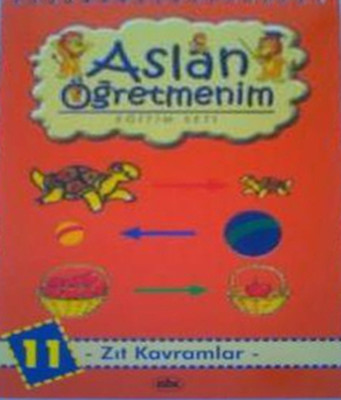 Aslan
Öğretmenim
EĞİTİM SETİ
11
- Zıt Kavramlar -